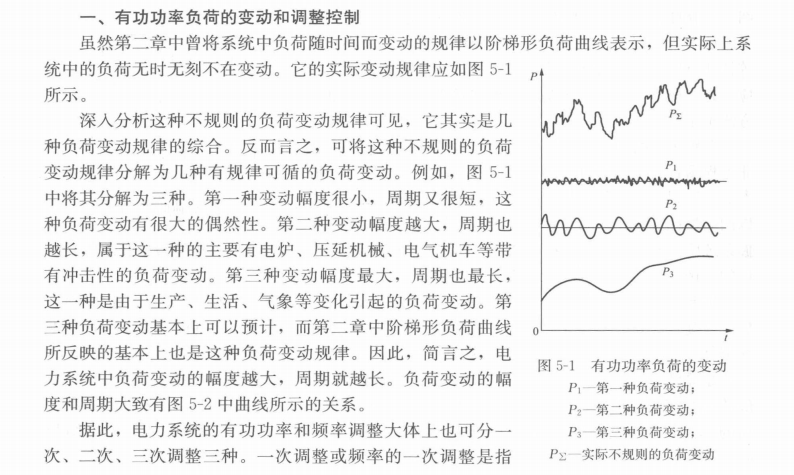 一、有功功率负荷的变动和调整控制
虽然第二章中曾将系统中负荷随时间而变动的规律以阶梯形负荷曲线表示，但实际上系
统中的负荷无时无刻不在变动。它的实际变动规律应如图 5-1
所示。
深入分析这种不规则的负荷变动规律可见，它其实是几
种负荷变动规律的综合。反而言之，可将这种不规则的负荷
变动规律分解为几种有规律可循的负荷变动。例如，图 5-1
中将其分解为三种。第一种变动幅度很小，周期又很短，这
种负荷变动有很大的偶然性。第二种变动幅度越大，周期也
越长，属于这一种的主要有电炉、压延机械、电气机车等带
有冲击性的负荷变动。第三种变动幅度最大，周期也最长，
这一种是由于生产、生活、气象等变化引起的负荷变动。第
三种负荷变动基本上可以预计，而第二章中阶梯形负荷曲线
所反映的基本上也是这种负荷变动规律。因此，简言之，电
力系统中负荷变动的幅度越大，周期就越长。负荷变动的幅
度和周期大致有图 5-2 中曲线所示的关系。
据此，电力系统的有功功率和频率调整大体上也可分一
次、二次、三次调整三种。一次调整或频率的一次调整是指
P
PΣ
P1
P2
P3
0
t
图 5-1 有功功率负荷的变动
P1—第一种负荷变动；
P2—第二种负荷变动；
P3—第三种负荷变动；
PΣ—实际不规则的负荷变动